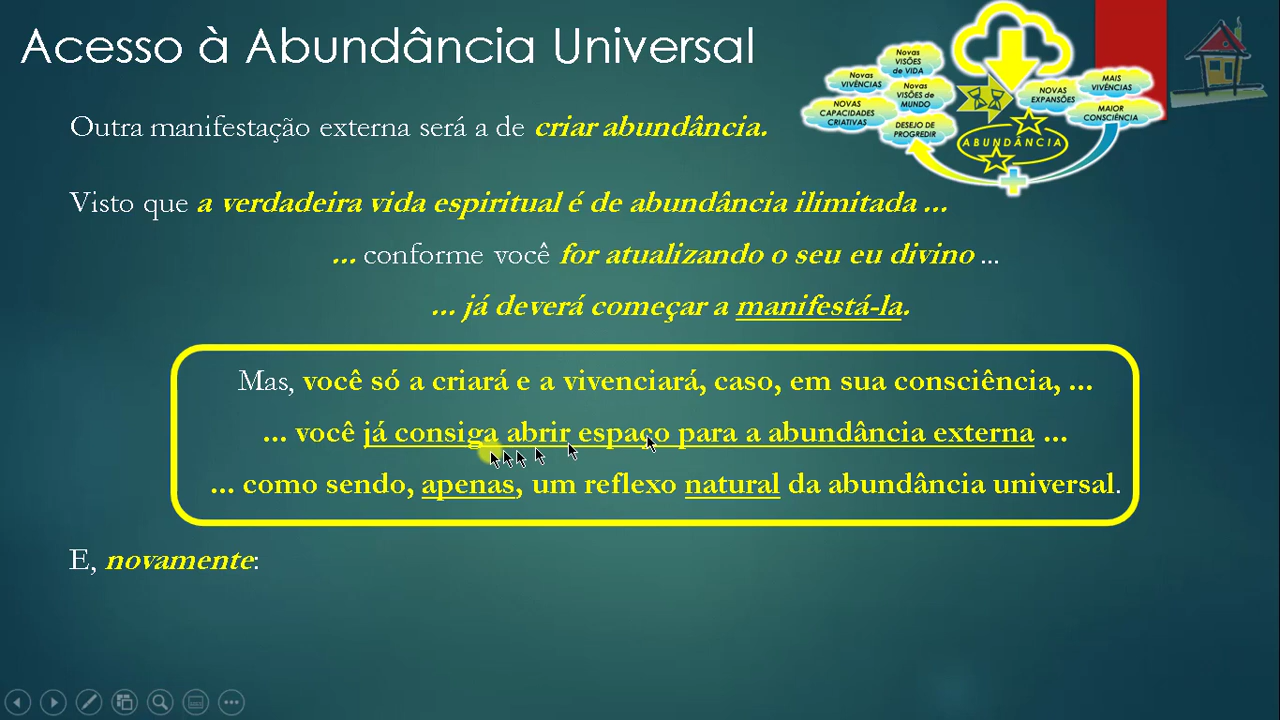 Acesso à Abundância Universal
Novas
VISÕES
de VIDA
Novas
VIVÊNCIAS
Novas
VISÕES de
MUNDO
NOVAS
CAPACIDADES
CRIATIVAS
DESEJO DE
PROGREDIR
NOVAS
EXPANSÕES
MAIS
VIVÊNCIAS
MAIOR
CONSCIÊNCIA
ABUNDÂNCIA
Outra manifestação externa será a de criar abundância.
Visto que a verdadeira vida espiritual é de abundância ilimitada ...
... conforme você for atualizando o seu eu divino ...
... já deverá começar a manifestá-la.
Mas, você só a criará e a vivenciará, caso, em sua consciência, ...
... você já consiga abrir espaço para a abundância externa ...
... como sendo, apenas, um reflexo natural da abundância universal.
E, novamente: